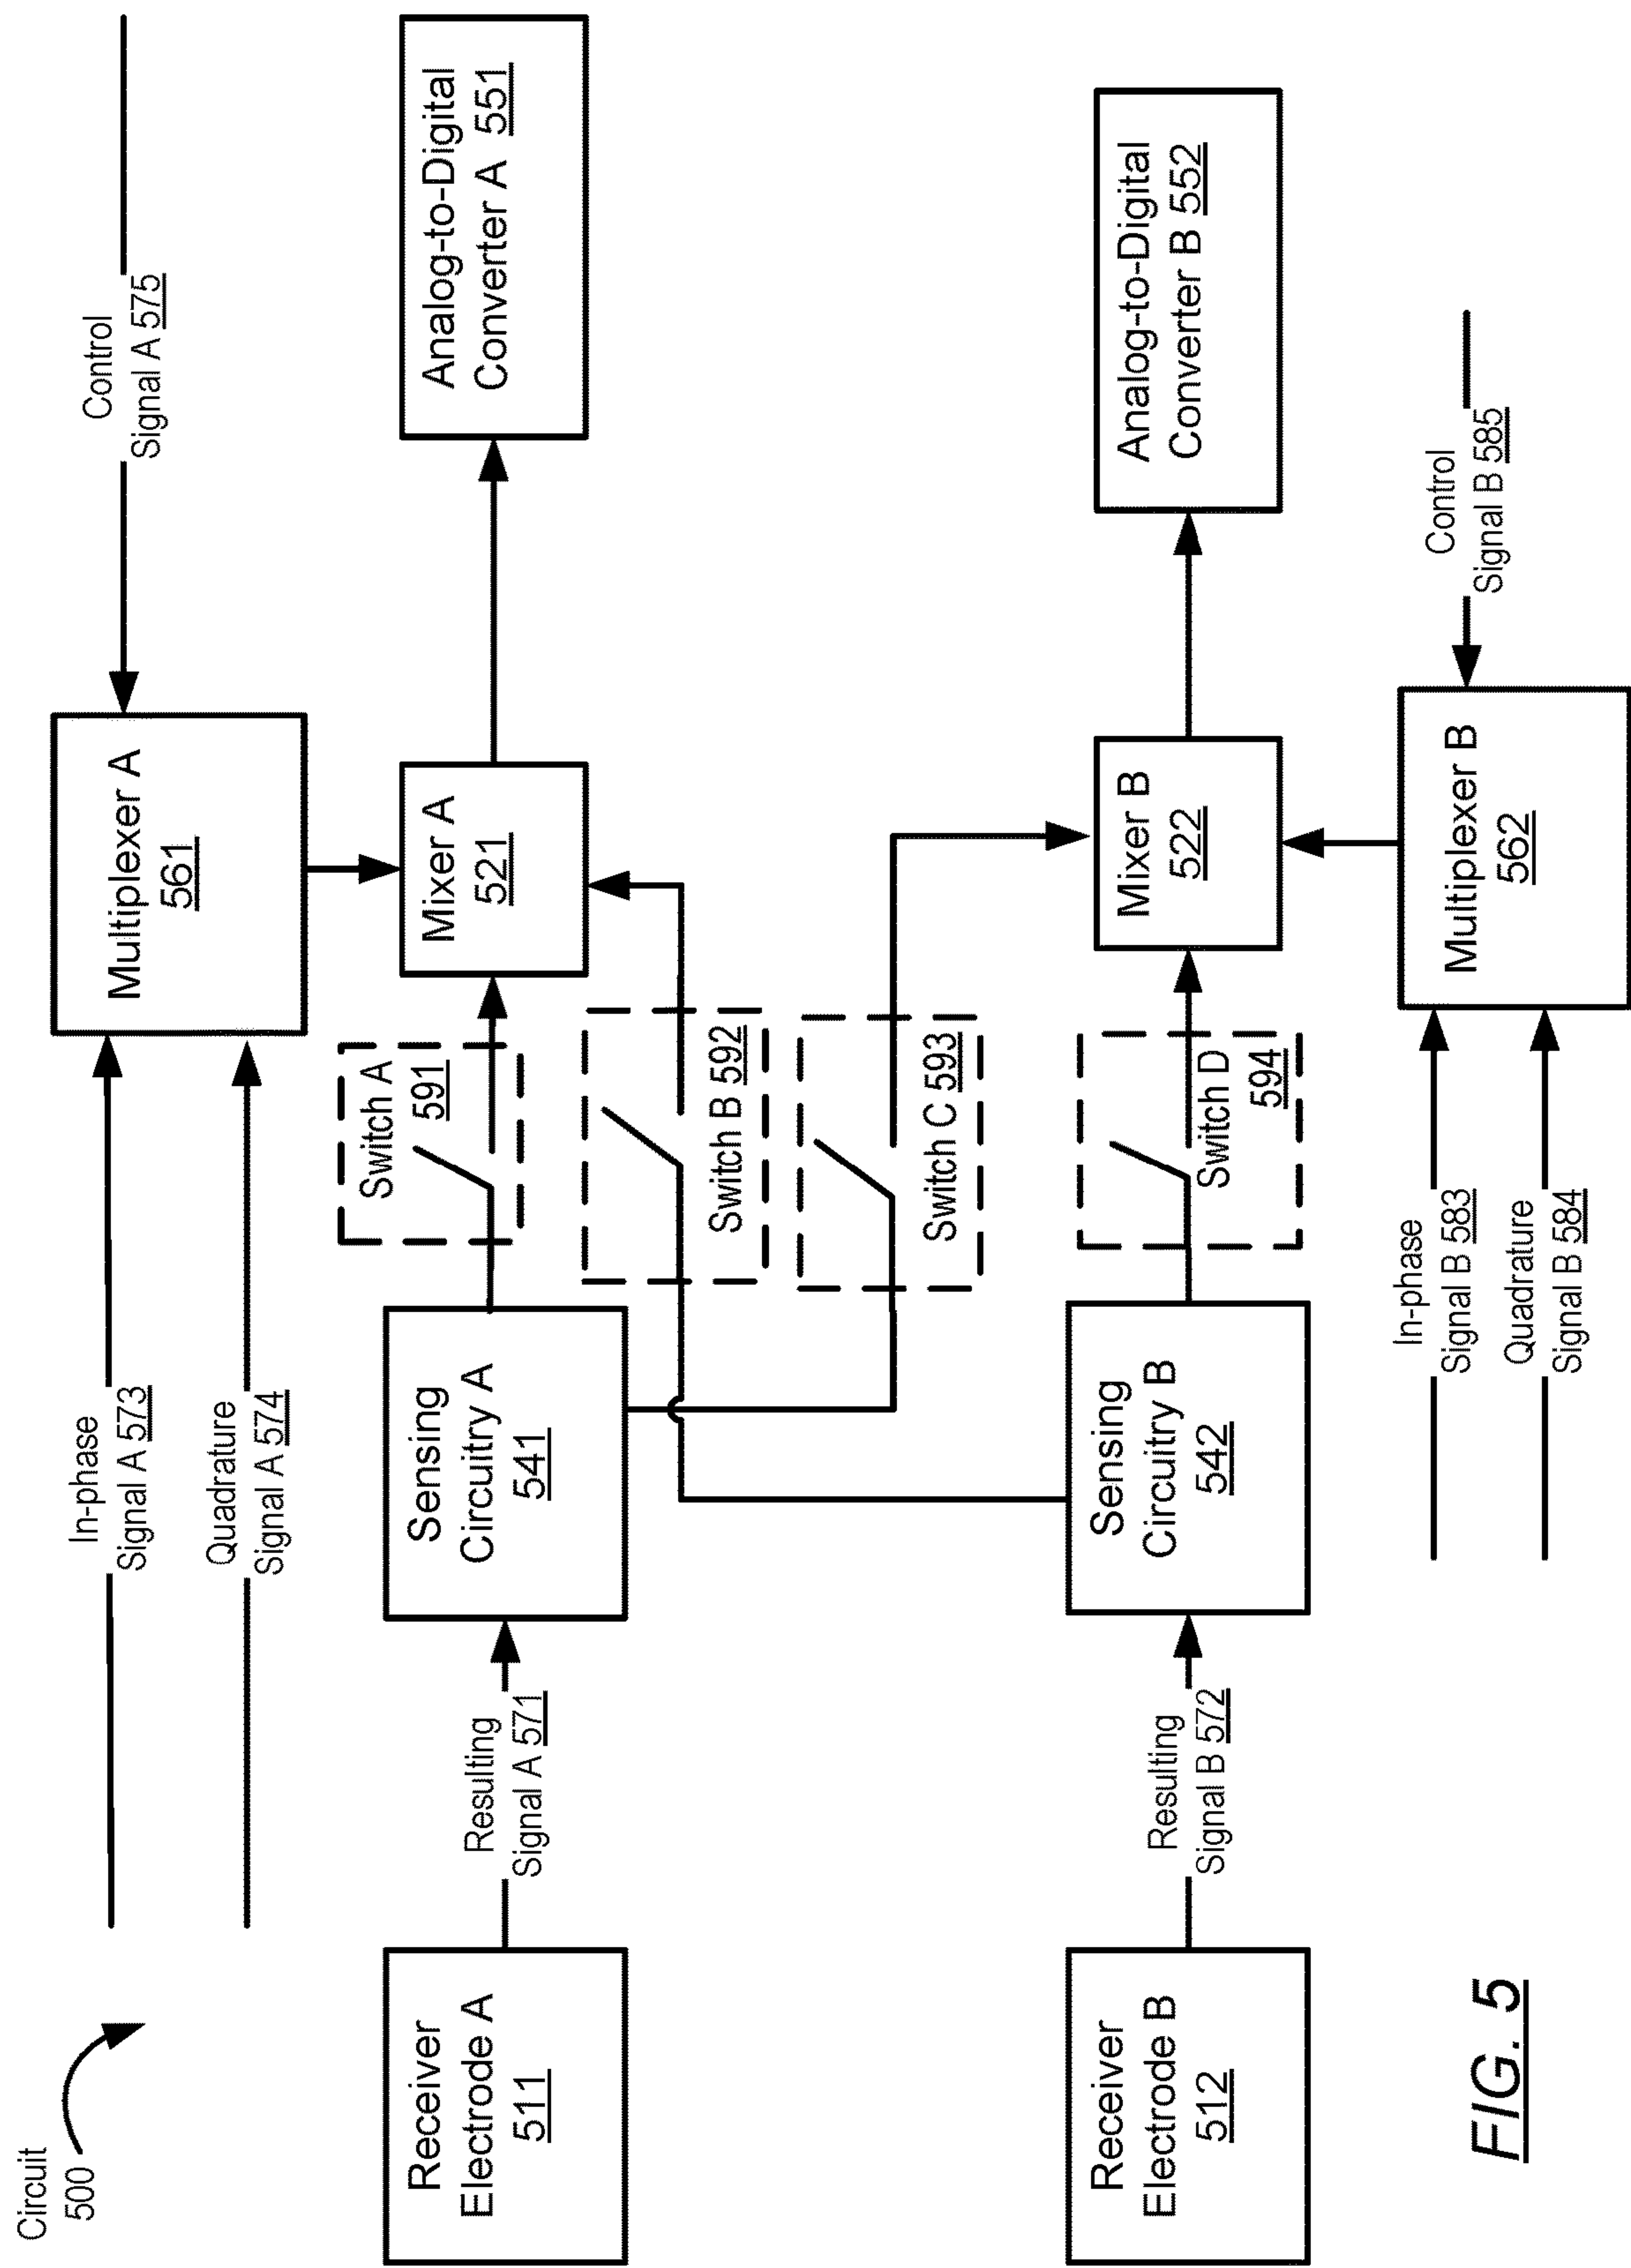 Circuit
500
In-phase
Signal A 573
Quadrature
Signal A 574
Control
Signal A 575
Multiplexer A
561
Receiver
Electrode A
511
Resulting
Signal A 571
Sensing
Circuitry A
541
Switch A
591
Mixer A
521
Analog-to-Digital
Converter A 551
Switch B 592
Switch C 593
Receiver
Electrode B
512
Resulting
Signal B 572
Sensing
Circuitry B
542
Switch D
594
Mixer B
522
Analog-to-Digital
Converter B 552
In-phase
Signal B 583
Quadrature
Signal B 584
Multiplexer B
562
Control
Signal B 585
FIG. 5